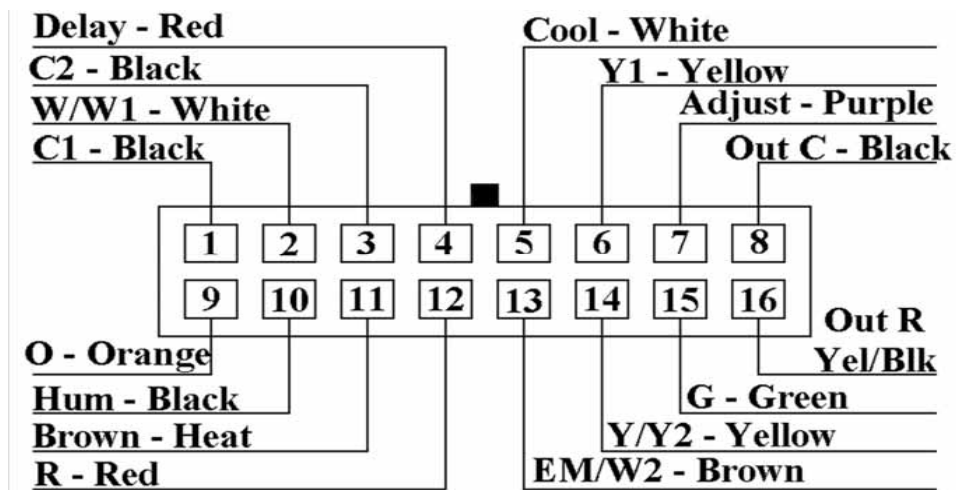 Delay - Red
Cool - White
C2 - Black
Y1 - Yellow
W/W1 - White
Adjust - Purple
C1 - Black
Out C - Black
1 2 3 4 5 6 7 8
9 10 11 12 13 14 15 16
Out R
O - Orange
Yel/Blk
Hum - Black
G - Green
Brown - Heat
Y/Y2 - Yellow
R - Red
EM/W2 - Brown